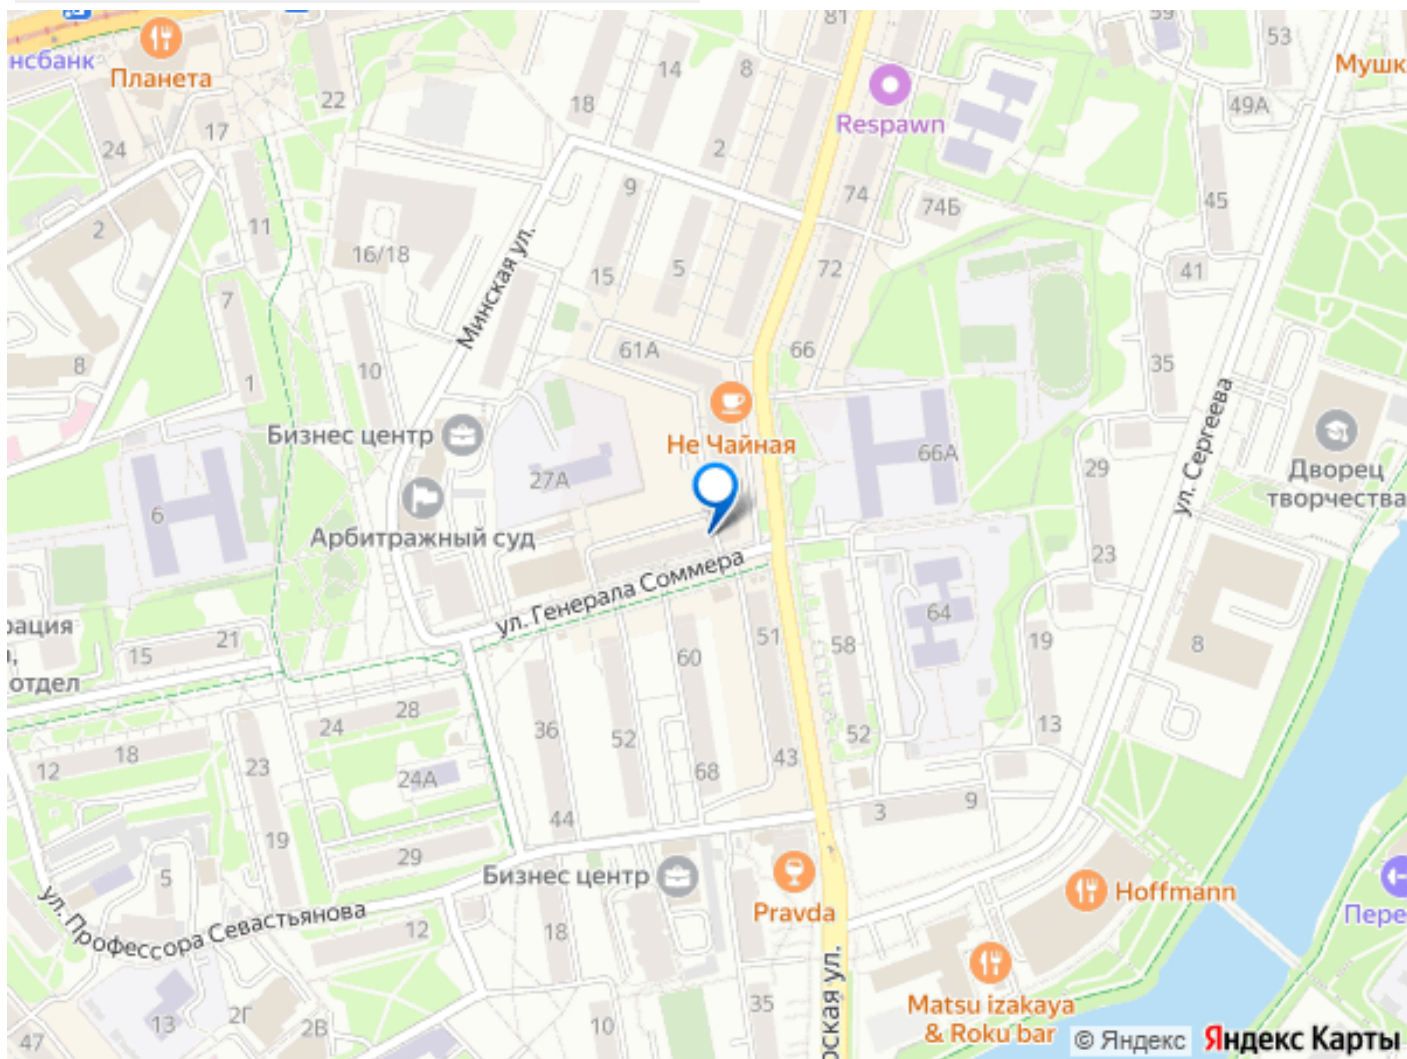 81
59
53
нсбанк
Планета
14
8
Мушк
22
18
Respawn
49А
17
24
2
9
74
74Б
45
11
2
16/18
Минская ул.
15
5
72
41
7
61А
66
8
1
10
35
Не Чайная
Бизнес центр
27А
66А
29
ул. Сергеева
Дворец
творчества
6
Арбитражный суд
23
ул. Генерала Соммера
рация
л,
отдел
15
21
51
64
58
19
8
60
24
28
36
52
13
12
18
23
24А
68
43
52
44
3
9
19
29
5
Бизнес центр
Pravda
Hoffmann
Пере
ул. Профессора Севастьянова
12
18
рская ул.
Matsu izakaya
& Roku bar
35
10
13
2Г
2В
47
© Яндекс
Яндекс Карты